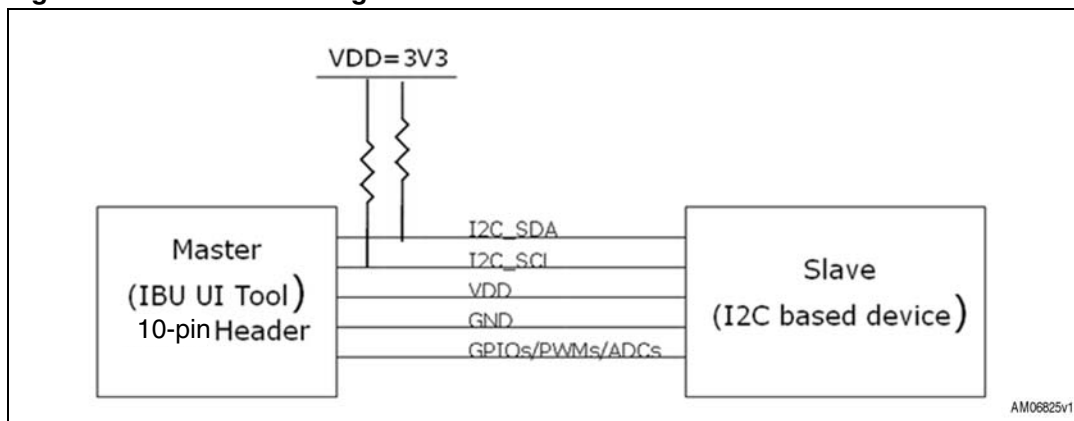 VDD=3V3
Master
(IBU UI Tool)
10-pin Header
I2C_SDA
I2C_SCL
VDD
GND
GPIOs/PWMs/ADCs
Slave
(I2C based device)
AM06825v1